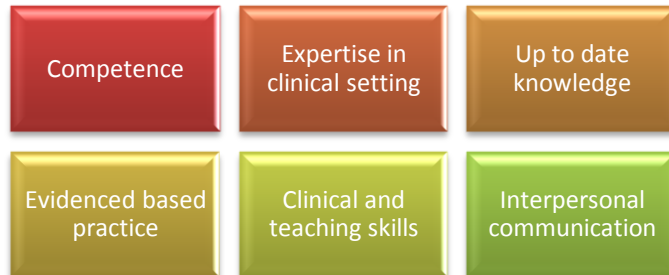 Competence
Expertise in
clinical setting
Up to date
knowledge
Evidenced based
practice
Clinical and
teaching skills
Interpersonal
communication